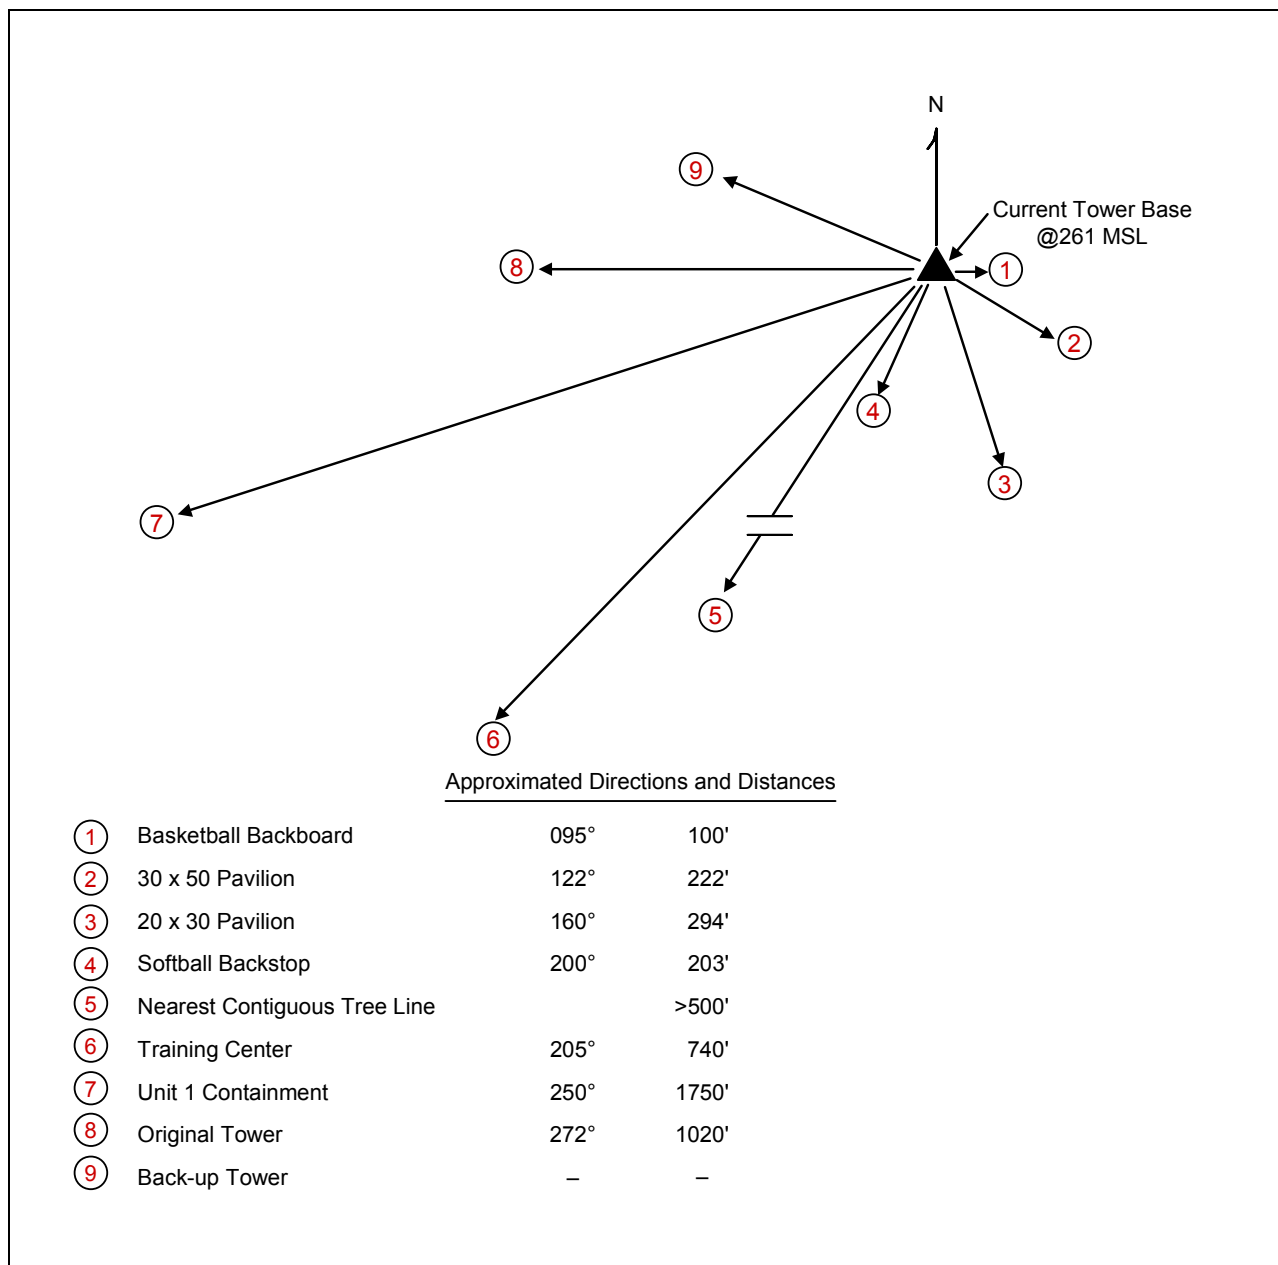 N
9
Current Tower Base
@261 MSL
8
1
2
4
3
7
5
6
Approximated Directions and Distances
1 Basketball Backboard 095° 100'
2 30 x 50 Pavilion 122° 222'
3 20 x 30 Pavilion 160° 294'
4 Softball Backstop 200° 203'
5 Nearest Contiguous Tree Line >500'
6 Training Center 205° 740'
7 Unit 1 Containment 250° 1750'
8 Original Tower 272° 1020'
9 Back-up Tower – –